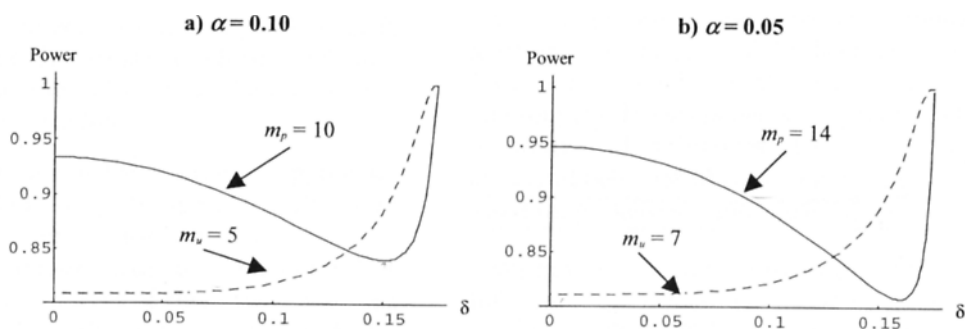 a) α = 0.10
Power
1
0.95
0.9
0.85
m_p = 10
m_u = 5
0
0.05
0.1
0.15
δ
b) α = 0.05
Power
1
0.95
0.9
0.85
m_p = 14
m_u = 7
0
0.05
0.1
0.15
δ